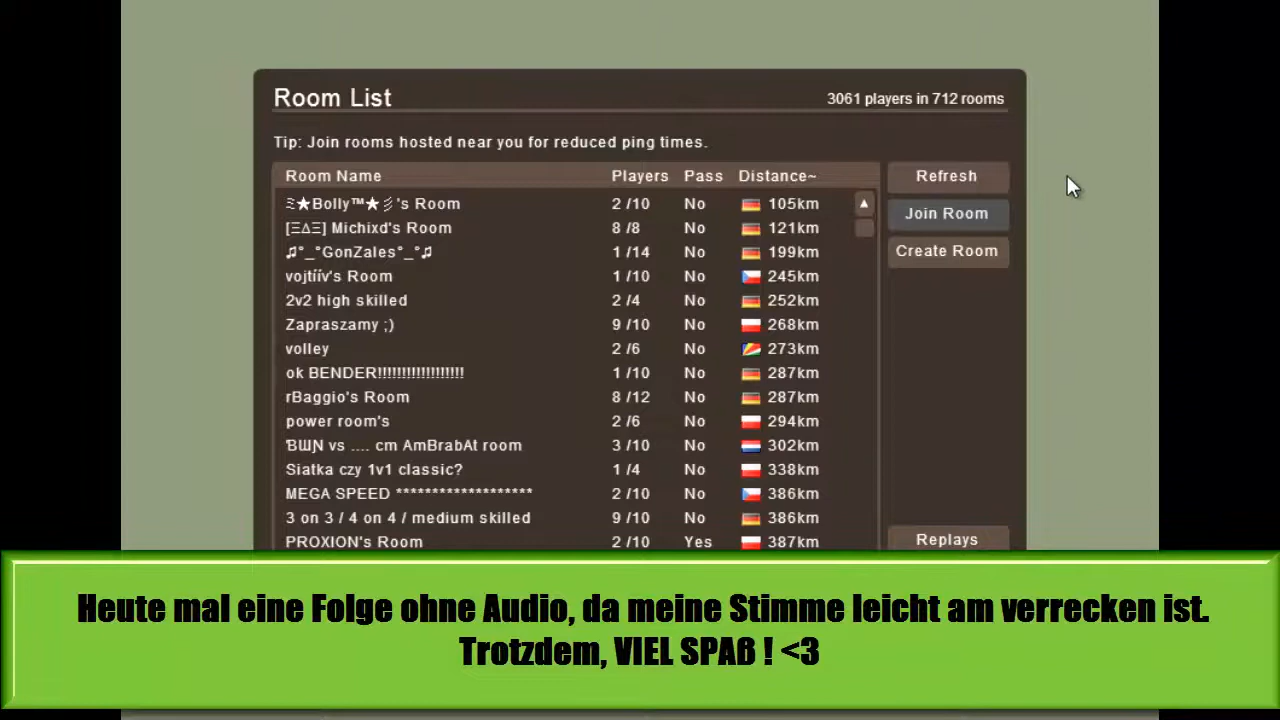 Room List
3061 players in 712 rooms
Tip: Join rooms hosted near you for reduced ping times.
Room Name Players Pass Distance~
Refresh
Join Room
Create Room
ミ★Bolly™★彡's Room 2 /10 No 105km
[ΞΔΞ] Michixd's Room 8 /8 No 121km
♫°_°GonZales°_°♫ 1 /14 No 199km
vojtíív's Room 1 /10 No 245km
2v2 high skilled 2 /4 No 252km
Zapraszamy ;) 9 /10 No 268km
volley 2 /6 No 273km
ok BENDER!!!!!!!!!!!!!!!!!! 1 /10 No 287km
rBaggio's Room 8 /12 No 287km
power room's 2 /6 No 294km
ƁƜƝ vs .... cm AmBrabAt room 3 /10 No 302km
Siatka czy 1v1 classic? 1 /4 No 338km
MEGA SPEED ******************* 2 /10 No 386km
3 on 3 / 4 on 4 / medium skilled 9 /10 No 386km
PROXION's Room 2 /10 Yes 387km
Replays
Heute mal eine Folge ohne Audio, da meine Stimme leicht am verrecken ist.
Trotzdem, VIEL SPAß ! <3